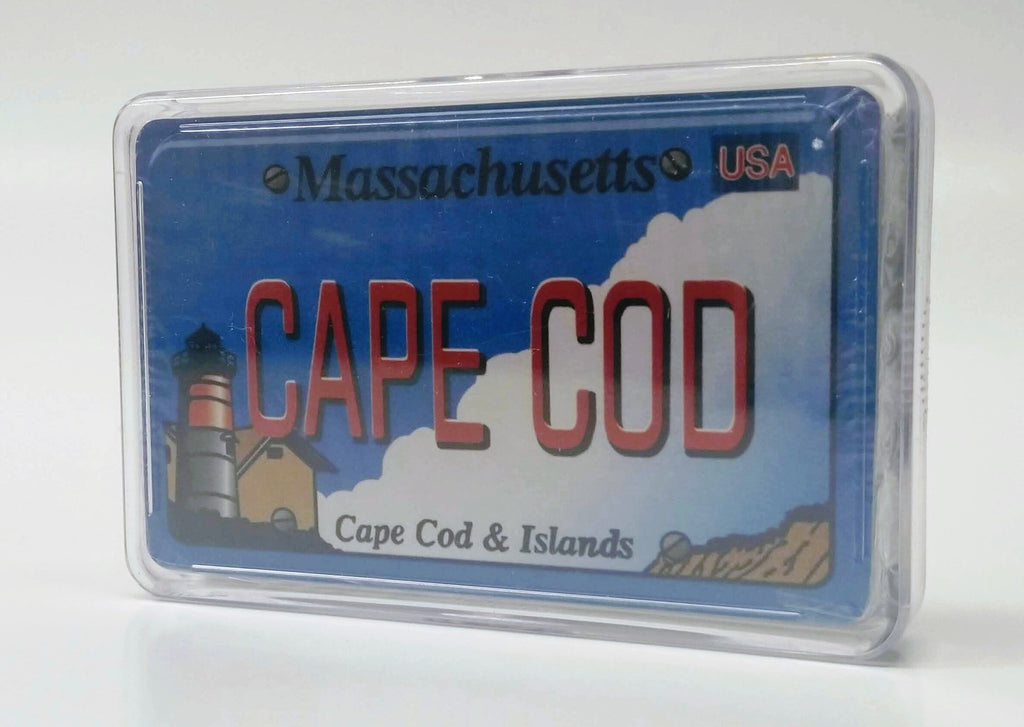 Massachusetts USA
CAPE COD
Cape Cod & Islands